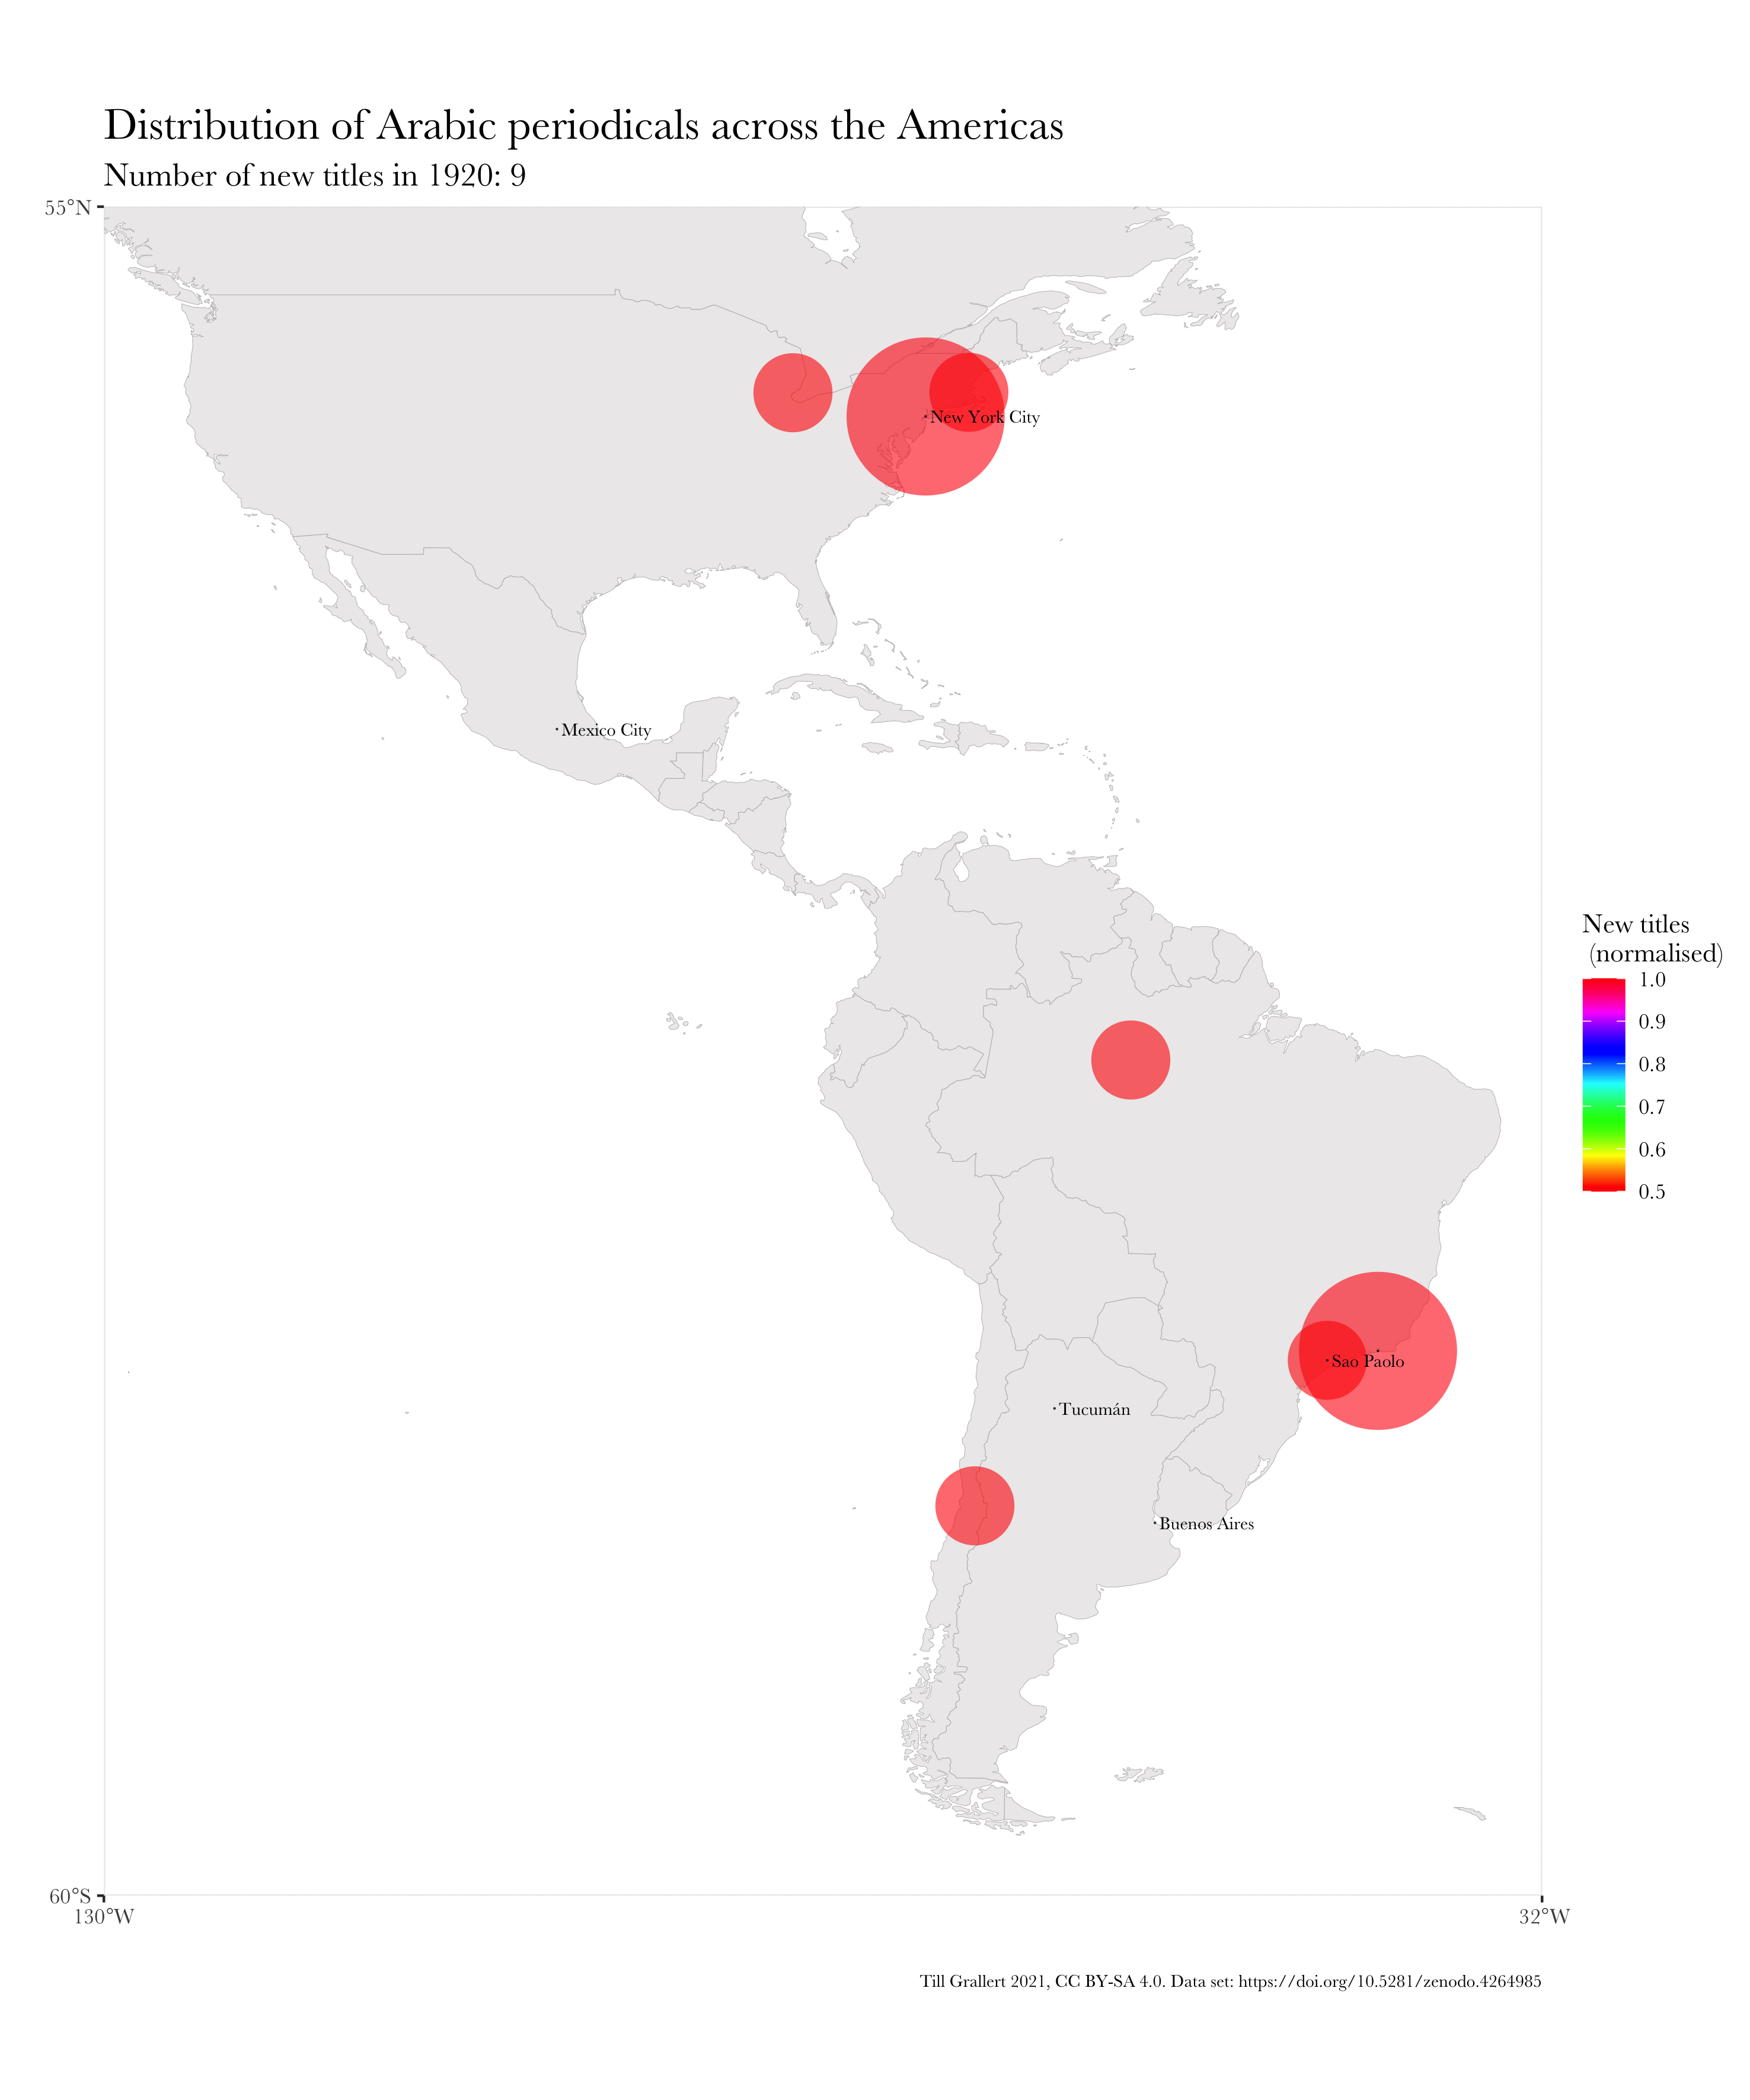 Distribution of Arabic periodicals across the Americas
Number of new titles in 1920: 9
55°N
New York City
Mexico City
New titles
(normalised)
1.0
0.9
0.8
0.7
0.6
0.5
Sao Paolo
Tucumán
Buenos Aires
60°S
130°W
32°W
Till Grallert 2021, CC BY-SA 4.0. Data set: https://doi.org/10.5281/zenodo.4264985